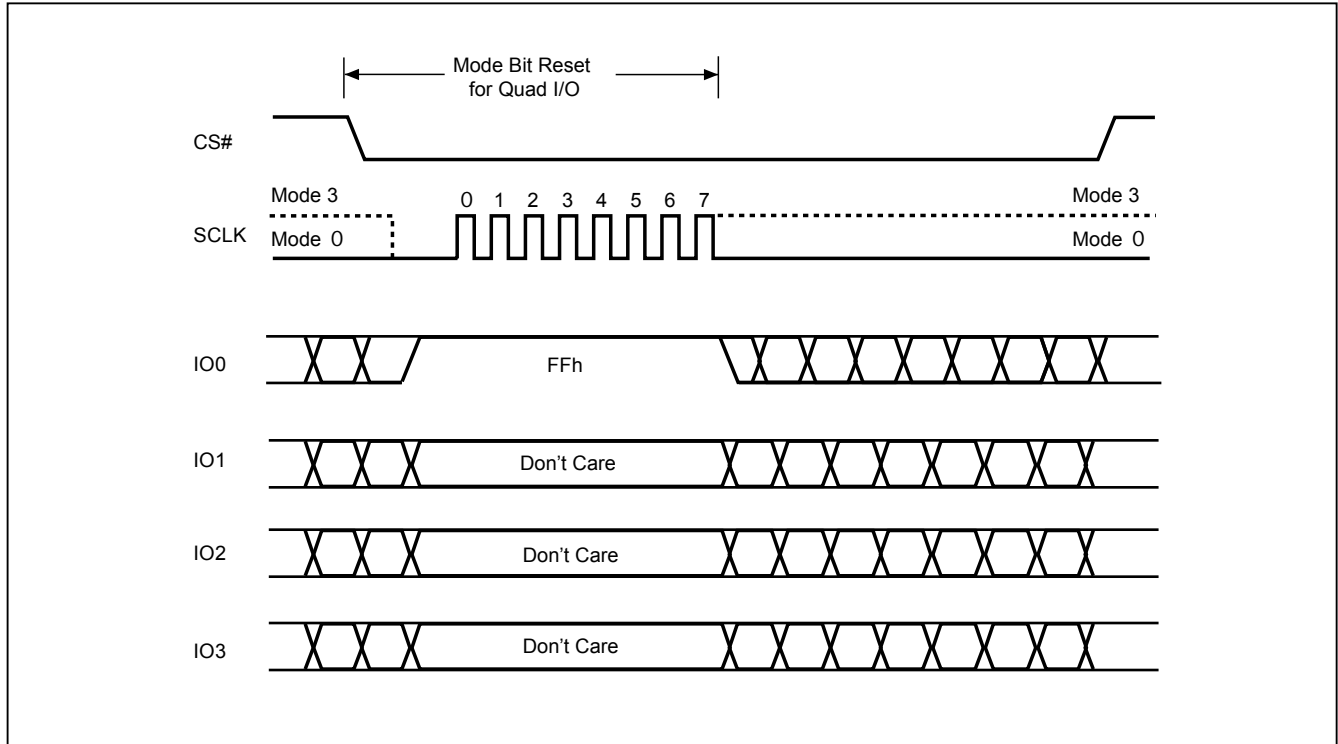 Mode Bit Reset
for Quad I/O
CS#
Mode 3
0 1 2 3 4 5 6 7
Mode 3
SCLK
Mode 0
Mode 0
IO0
FFh
IO1
Don't Care
IO2
Don't Care
IO3
Don't Care